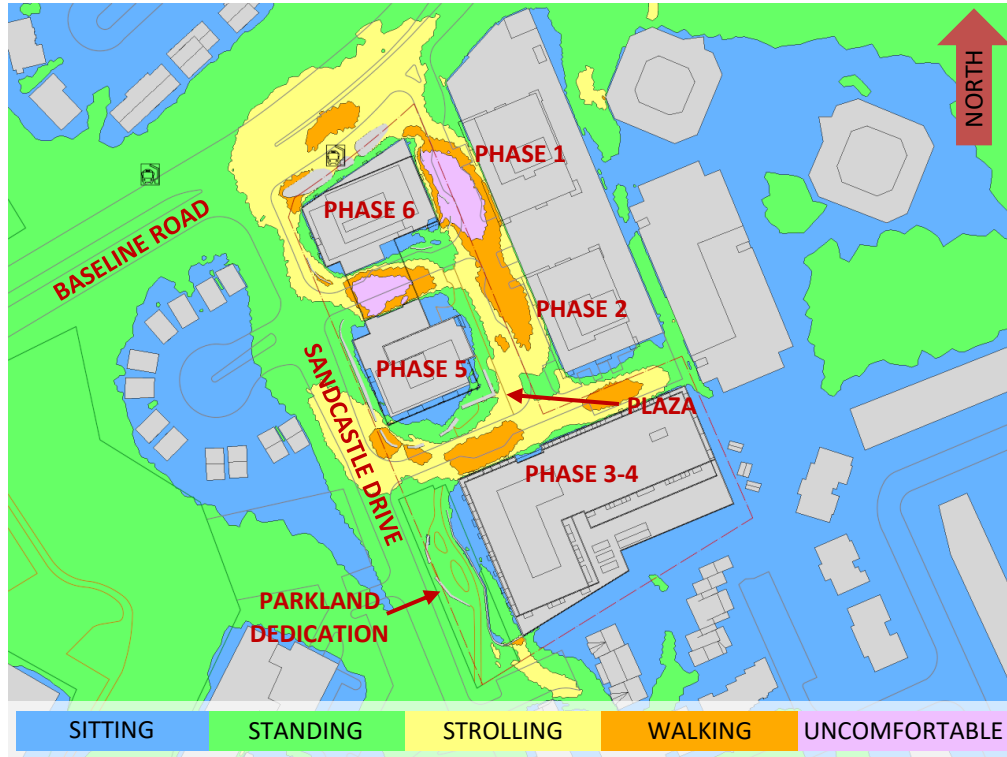 NORTH
PHASE 1
PHASE 6
BASELINE ROAD
PHASE 2
PHASE 5
SANDCASTLE DRIVE
PLAZA
PHASE 3-4
PARKLAND
DEDICATION
SITTING
STANDING
STROLLING
WALKING
UNCOMFORTABLE